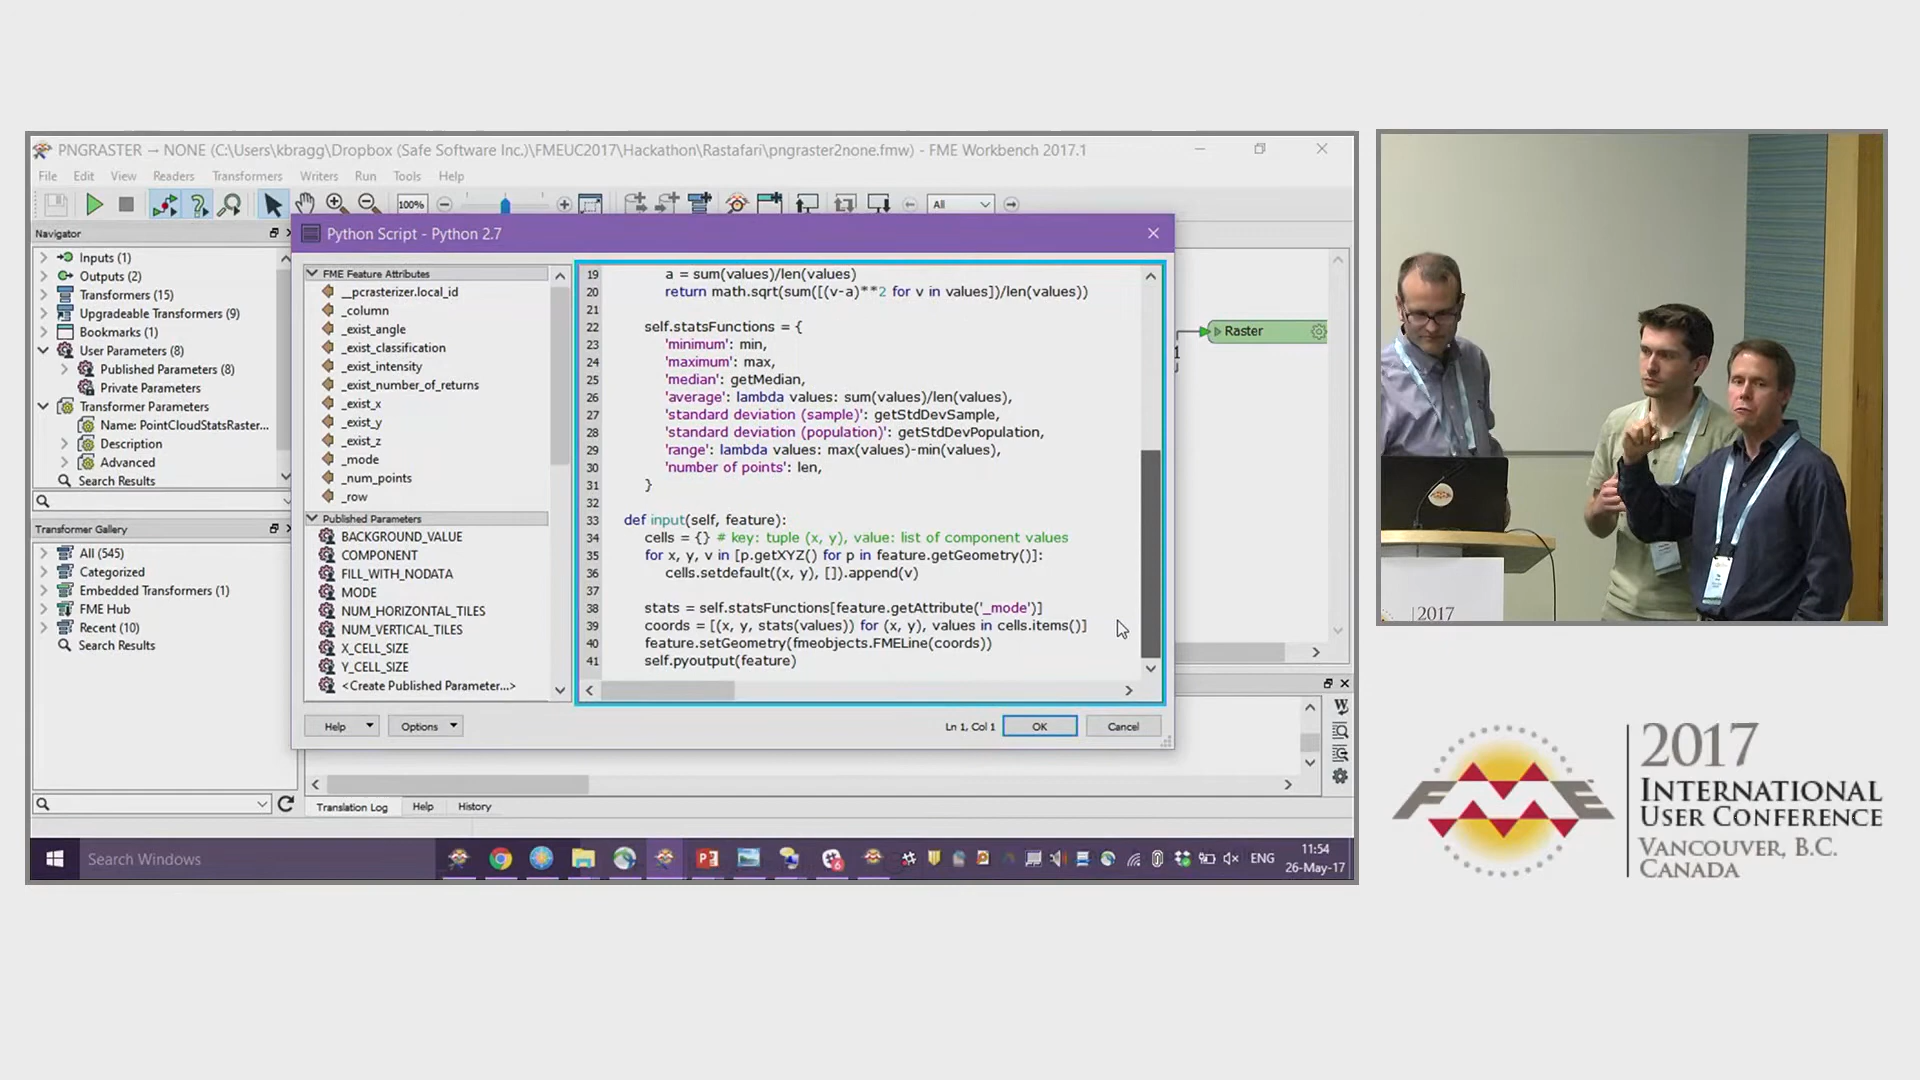 PNGRASTER → NONE (C:\Users\kbragg\Dropbox (Safe Software Inc.)\FMEUC2017\Hackathon\Rastafari\pngraster2none.fmw) - FME Workbench 2017.1
File Edit View Readers Transformers Writers Run Tools Help
100% All
Navigator
Inputs (1)
Outputs (2)
Transformers (15)
Upgradeable Transformers (9)
Bookmarks (1)
User Parameters (8)
Published Parameters (8)
Private Parameters
Transformer Parameters
Name: PointCloudStatsRaster...
Description
Advanced
Search Results
Transformer Gallery
All (545)
Categorized
Embedded Transformers (1)
FME Hub
Recent (10)
Search Results
Python Script - Python 2.7
FME Feature Attributes
__pcrasterizer.local_id
_column
_exist_angle
_exist_classification
_exist_intensity
_exist_number_of_returns
_exist_x
_exist_y
_exist_z
_mode
_num_points
_row
Published Parameters
BACKGROUND_VALUE
COMPONENT
FILL_WITH_NODATA
MODE
NUM_HORIZONTAL_TILES
NUM_VERTICAL_TILES
X_CELL_SIZE
Y_CELL_SIZE
<Create Published Parameter...>
19 a = sum(values)/len(values)
20 return math.sqrt(sum([(v-a)**2 for v in values])/len(values))
21
22 self.statsFunctions = {
23 'minimum': min,
24 'maximum': max,
25 'median': getMedian,
26 'average': lambda values: sum(values)/len(values),
27 'standard deviation (sample)': getStdDevSample,
28 'standard deviation (population)': getStdDevPopulation,
29 'range': lambda values: max(values)-min(values),
30 'number of points': len,
31 }
32
33 def input(self, feature):
34 cells = {} # key: tuple (x, y), value: list of component values
35 for x, y, v in [p.getXYZ() for p in feature.getGeometry()]:
36 cells.setdefault((x, y), []).append(v)
37
38 stats = self.statsFunctions[feature.getAttribute('_mode')]
39 coords = [(x, y, stats(values)) for (x, y), values in cells.items()]
40 feature.setGeometry(fmeobjects.FMELine(coords))
41 self.pyoutput(feature)
Help Options Ln 1, Col 1 OK Cancel
Raster
1
Translation Log Help History
Search Windows
ENG
11:54
26-May-17
2017
FME
2017
INTERNATIONAL
USER CONFERENCE
VANCOUVER, B.C.
CANADA